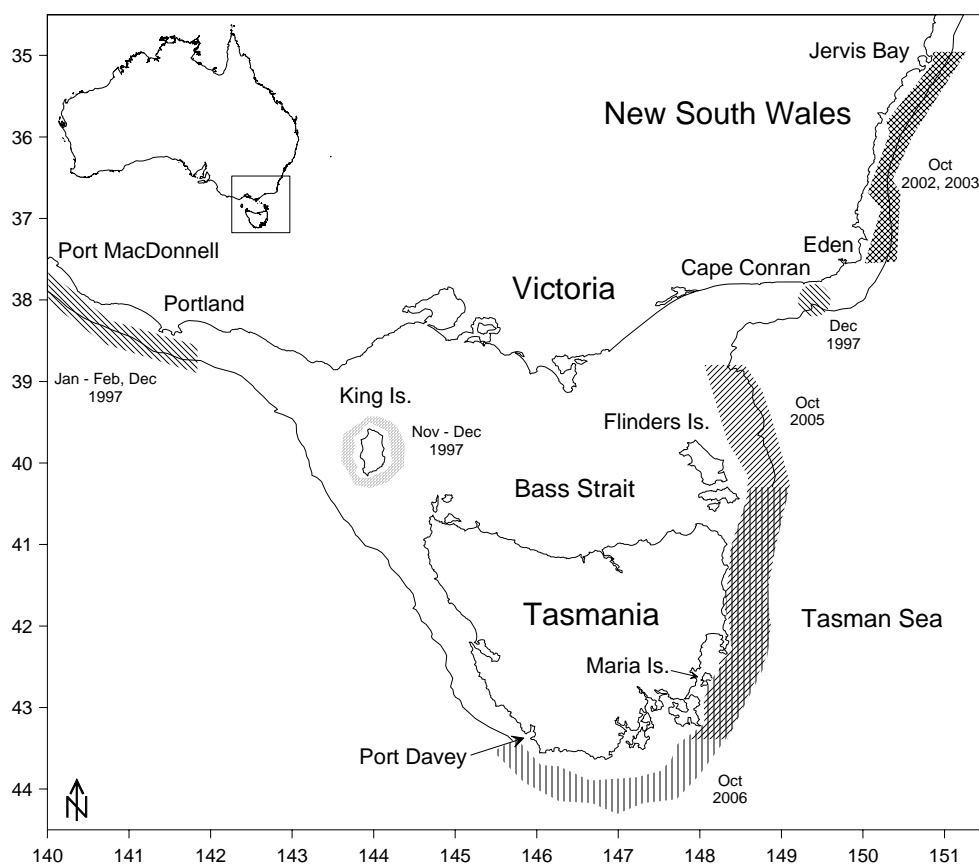 35
36
37
38
39
40
41
42
43
44
Jervis Bay
New South Wales
Oct
2002, 2003
Port MacDonnell
Eden
Cape Conran
Portland
Victoria
Dec
1997
Jan - Feb, Dec
1997
King Is.
Nov - Dec
1997
Flinders Is.
Oct
2005
Bass Strait
Tasmania
Tasman Sea
Maria Is.
Port Davey
Oct
2006
N
140 141 142 143 144 145 146 147 148 149 150 151